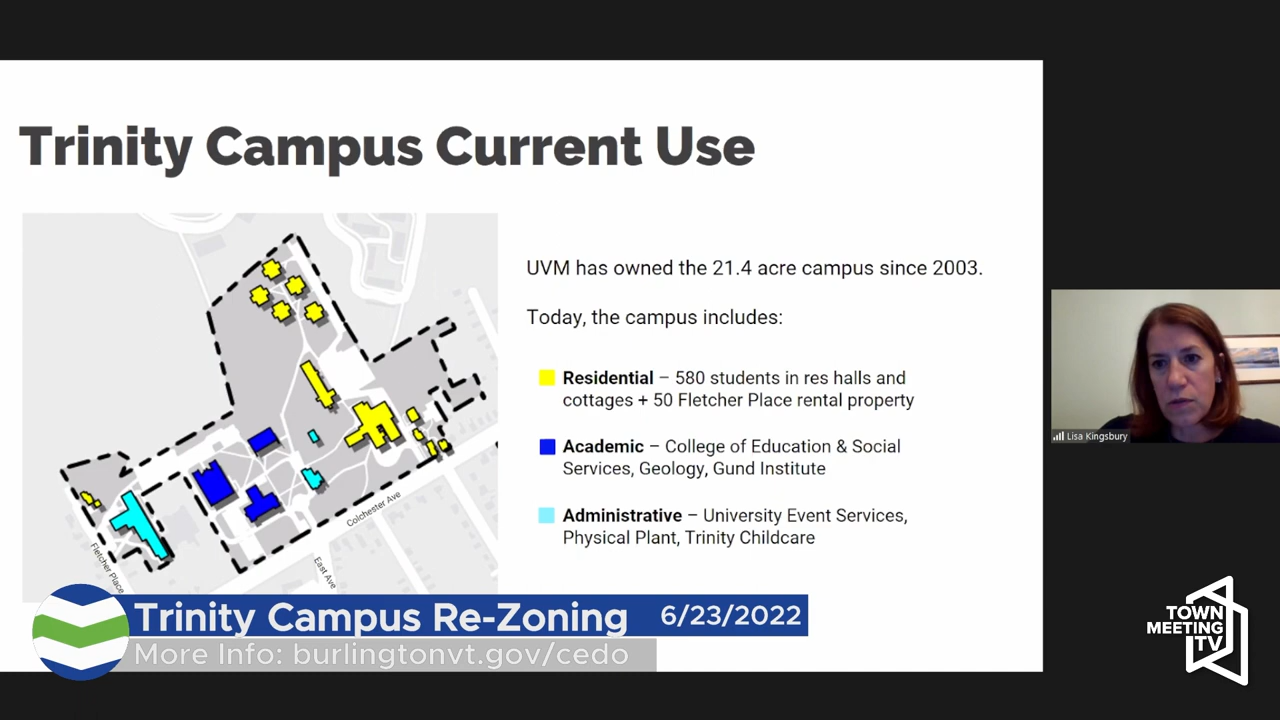 Trinity Campus Current Use
UVM has owned the 21.4 acre campus since 2003.
Today, the campus includes:
Residential – 580 students in res halls and
cottages + 50 Fletcher Place rental property
Academic – College of Education & Social
Services, Geology, Gund Institute
Administrative – University Event Services,
Physical Plant, Trinity Childcare
Colchester Ave
East Ave
Fletcher Place
Lisa Kingsbury
Trinity Campus Re-Zoning 6/23/2022
More Info: burlingtonvt.gov/cedo
TOWN
MEETING
TV